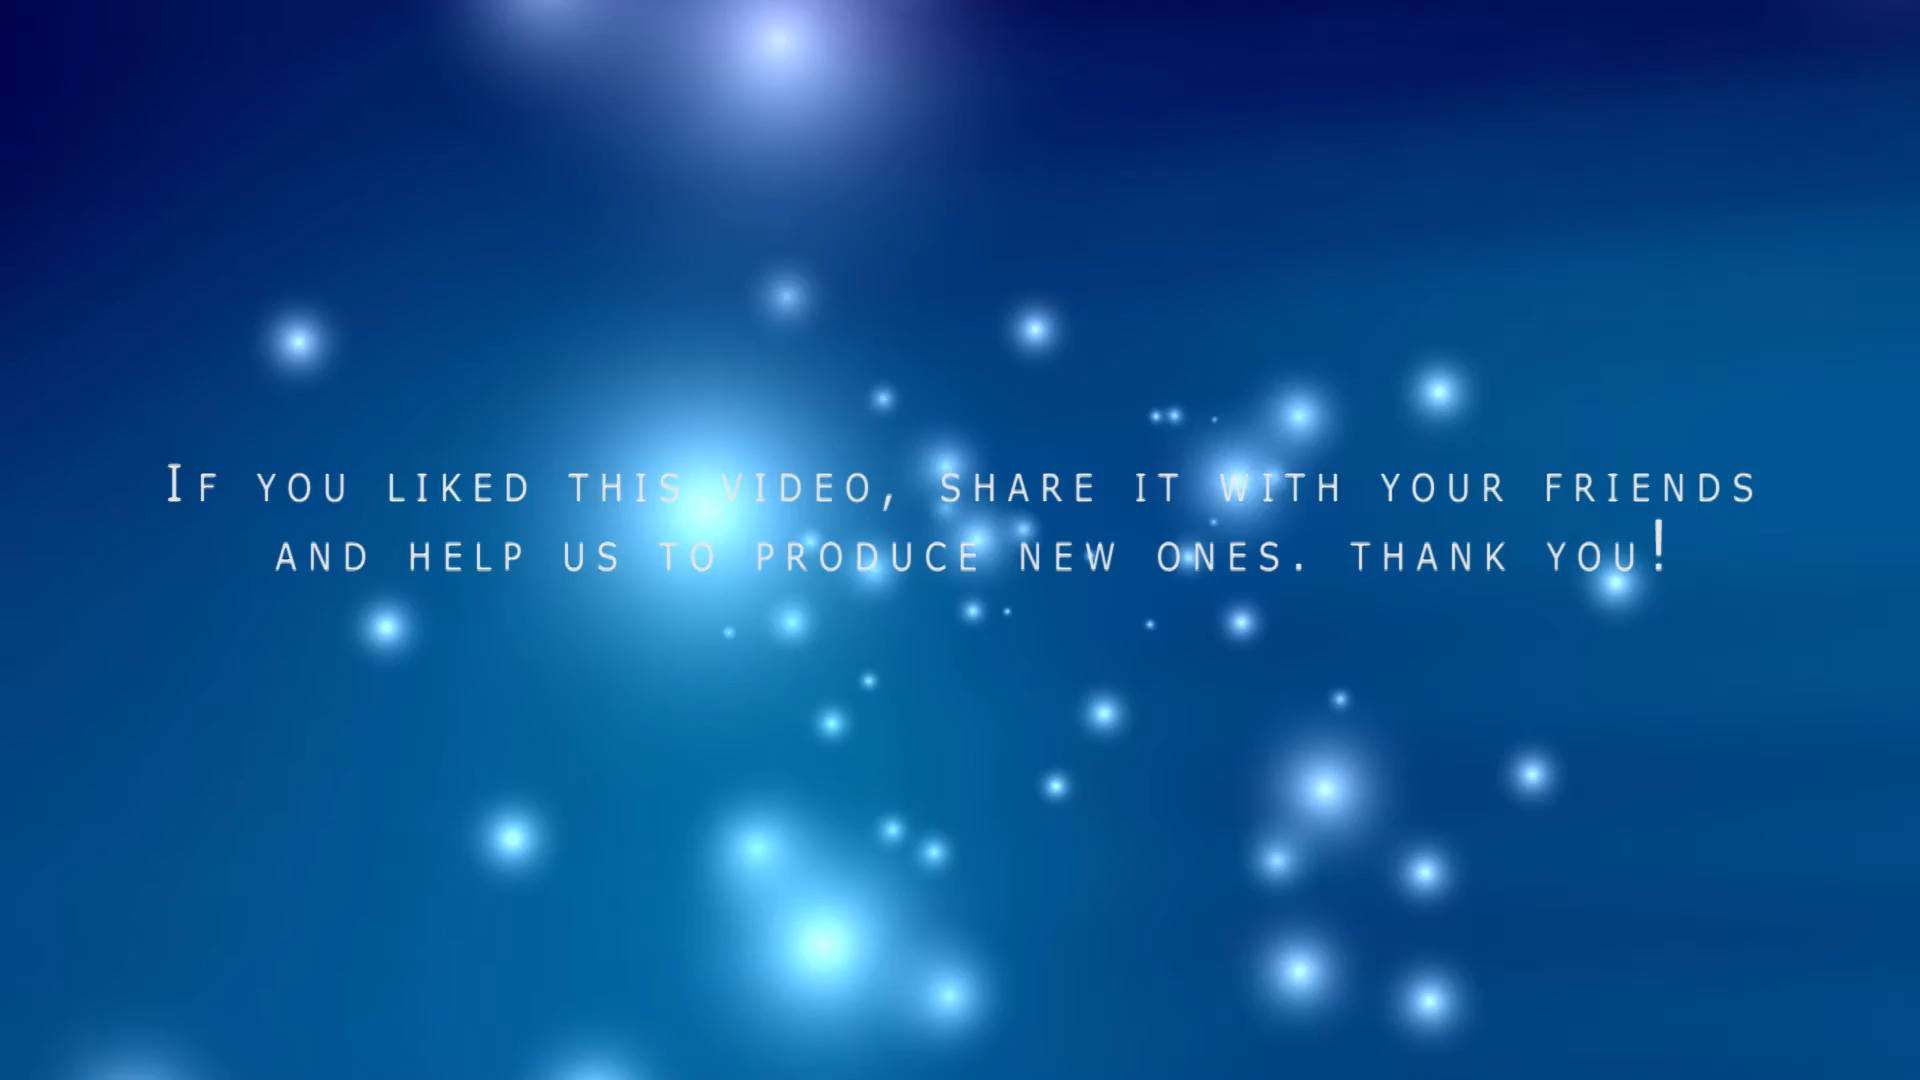 If you liked this video, share it with your friends
and help us to produce new ones. thank you!